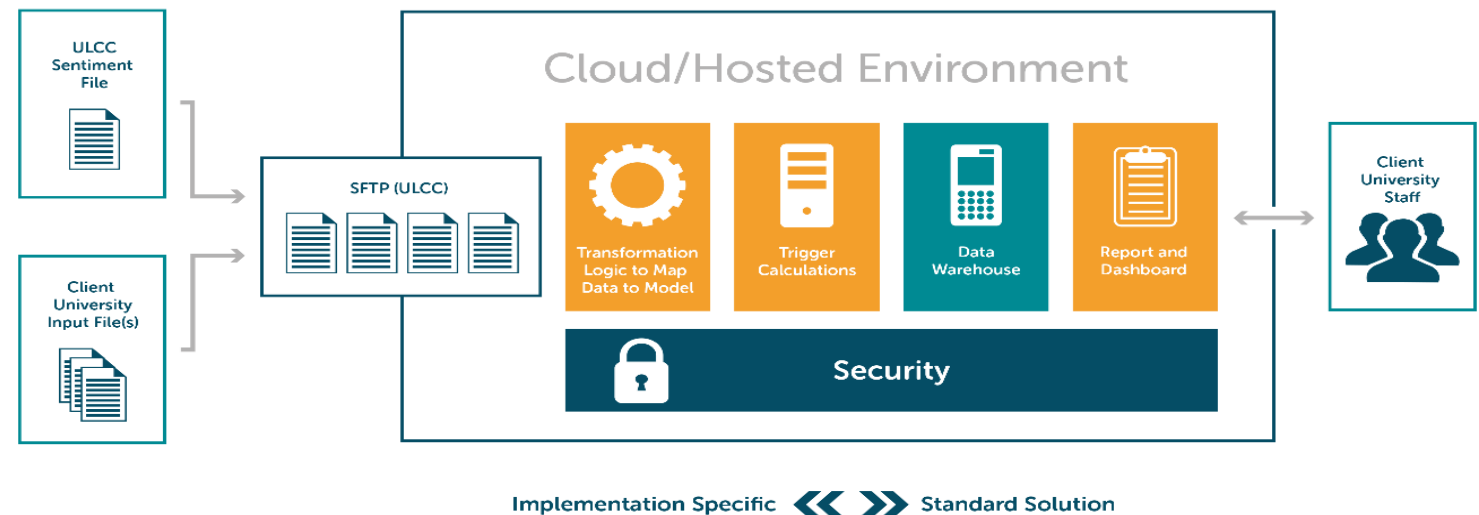 ULCC
Sentiment
File
Client
University
Input File(s)
SFTP (ULCC)
Cloud/Hosted Environment
Transformation
Logic to Map
Data to Model
Trigger
Calculations
Data
Warehouse
Report and
Dashboard
Security
Client
University
Staff
Implementation Specific
Standard Solution